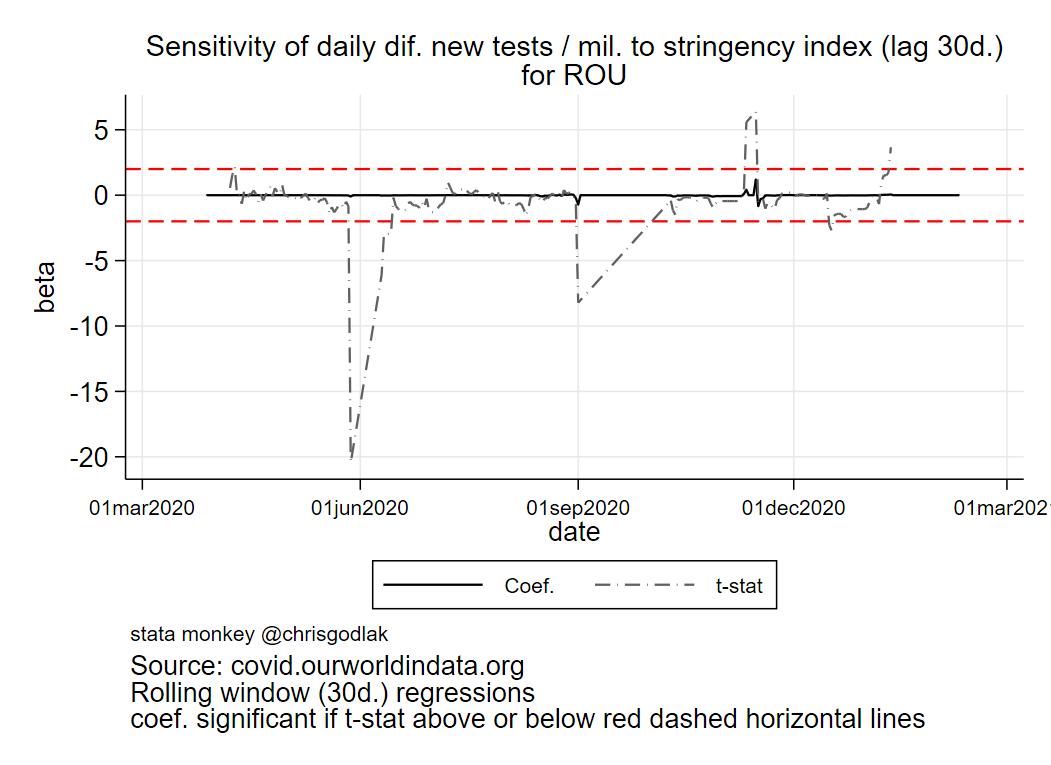 Sensitivity of daily dif. new tests / mil. to stringency index (lag 30d.)
for ROU
5
0
-5
-10
-15
-20
beta
01mar2020 01jun2020 01sep2020 01dec2020 01mar202
date
Coef. t-stat
stata monkey @chrisgodlak
Source: covid.ourworldindata.org
Rolling window (30d.) regressions
coef. significant if t-stat above or below red dashed horizontal lines